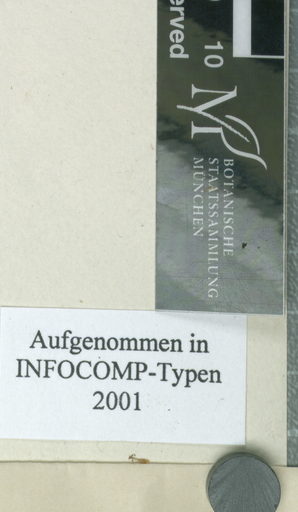 erved
10
M
BOTANISCHE
STAATSSAMMLUNG
MÜNCHEN
Aufgenommen in
INFOCOMP-Typen
2001